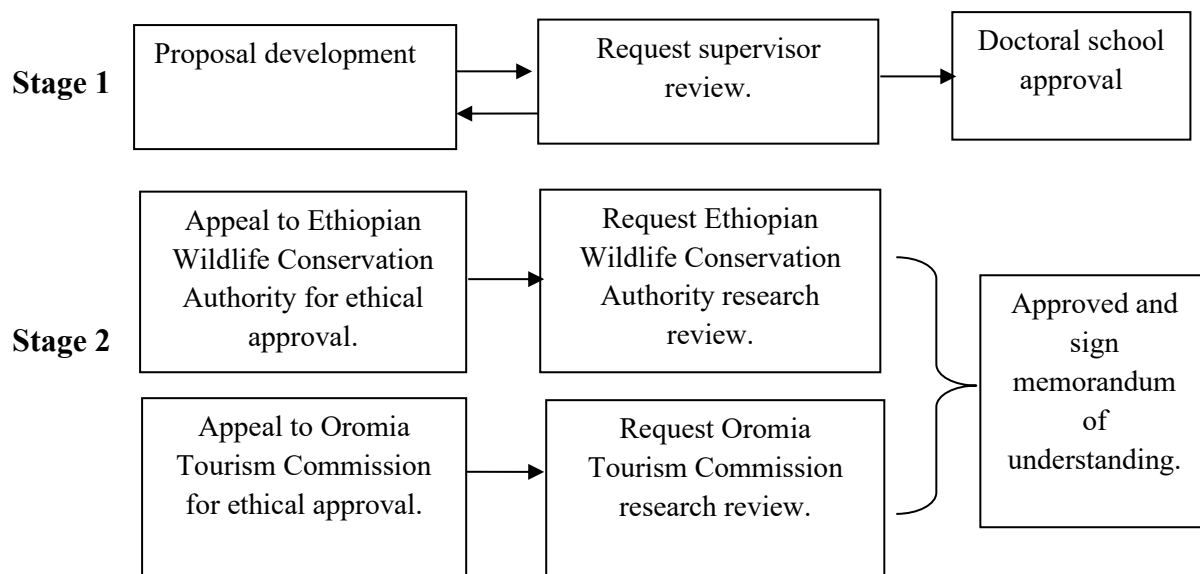 Stage 1
Proposal development
Request supervisor
review.
Doctoral school
approval
Stage 2
Appeal to Ethiopian
Wildlife Conservation
Authority for ethical
approval.
Request Ethiopian
Wildlife Conservation
Authority research
review.
Appeal to Oromia
Tourism Commission
for ethical approval.
Request Oromia
Tourism Commission
research review.
Approved and
sign
memorandum
of
understanding.